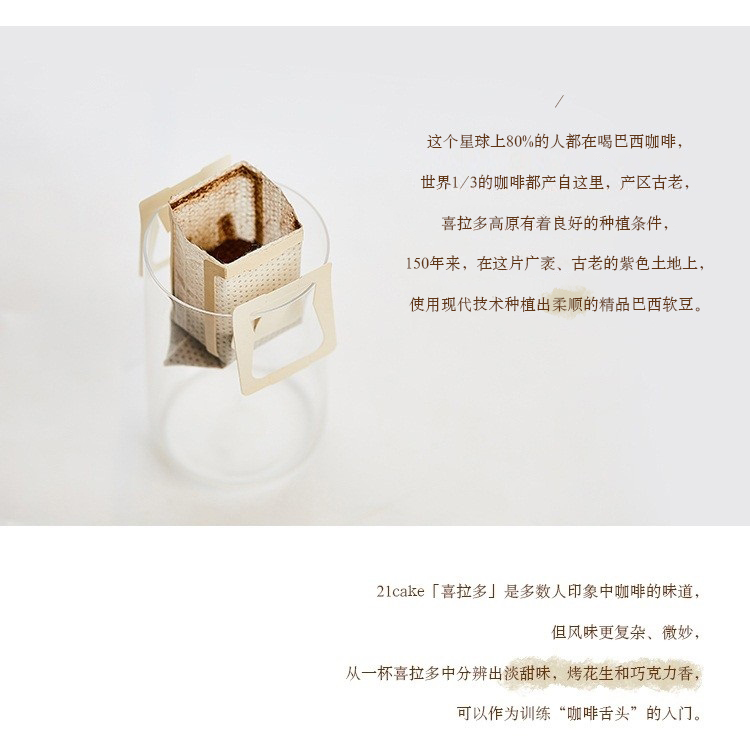 /
这个星球上80%的人都在喝巴西咖啡，
世界1/3的咖啡都产自这里，产区古老，
喜拉多高原有着良好的种植条件，
150年来，在这片广袤、古老的紫色土地上，
使用现代技术种植出柔顺的精品巴西软豆。
21cake「喜拉多」是多数人印象中咖啡的味道，
但风味更复杂、微妙，
从一杯喜拉多中分辨出淡甜味，烤花生和巧克力香，
可以作为训练“咖啡舌头”的入门。